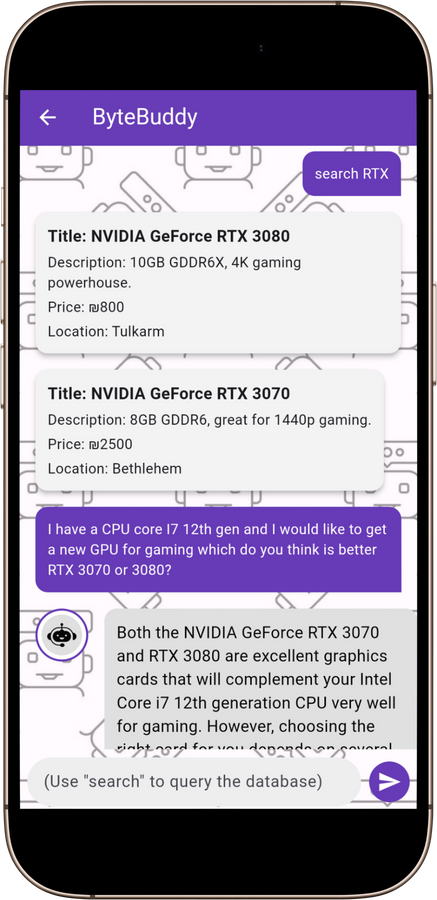 ByteBuddy
search RTX
Title: NVIDIA GeForce RTX 3080
Description: 10GB GDDR6X, 4K gaming
powerhouse.
Price: ₪800
Location: Tulkarm
Title: NVIDIA GeForce RTX 3070
Description: 8GB GDDR6, great for 1440p gaming.
Price: ₪2500
Location: Bethlehem
I have a CPU core I7 12th gen and I would like to get
a new GPU for gaming which do you think is better
RTX 3070 or 3080?
Both the NVIDIA GeForce RTX 3070
and RTX 3080 are excellent graphics
cards that will complement your Intel
Core i7 12th generation CPU very well
for gaming. However, choosing the
right card for you depends on several
(Use "search" to query the database)